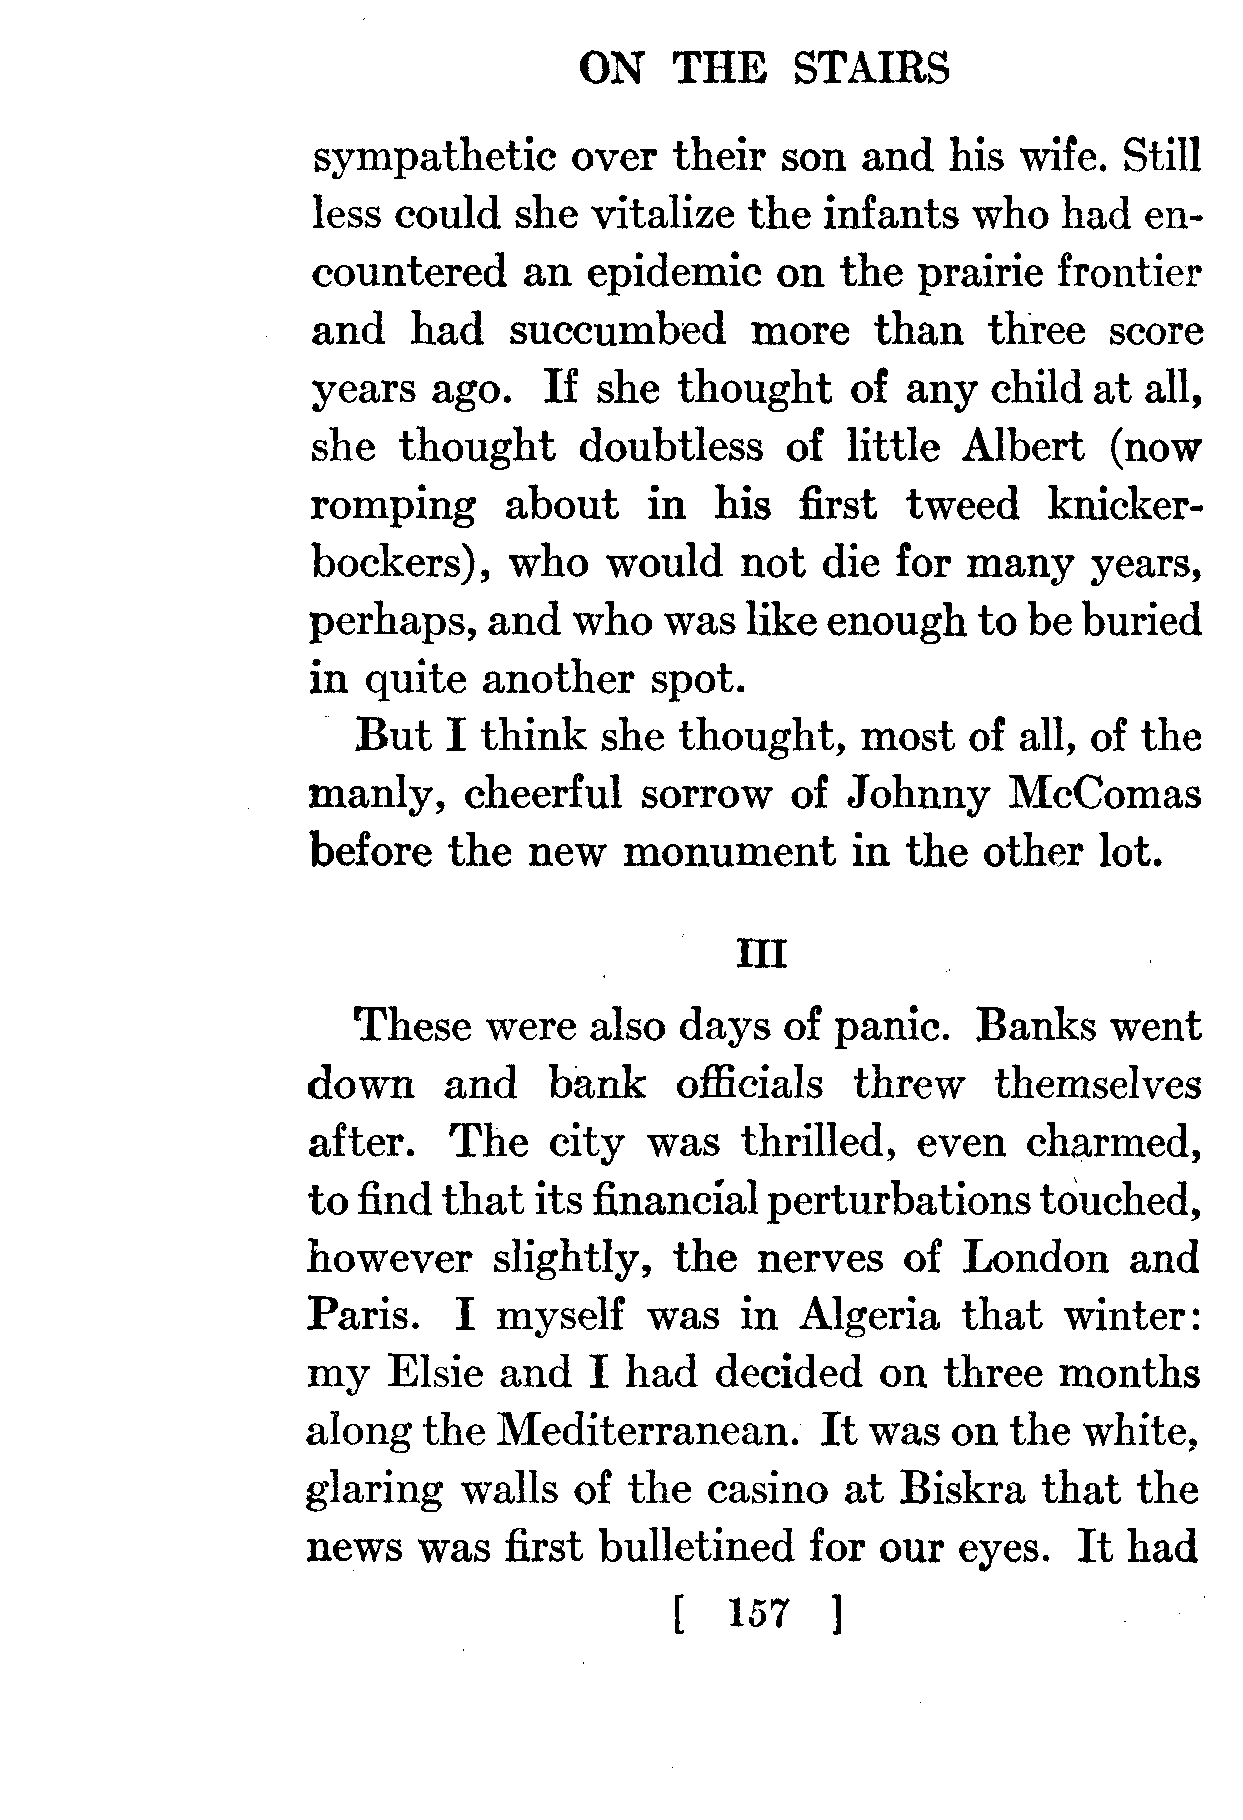 ON THE STAIRS
sympathetic over their son and his wife. Still
less could she vitalize the infants who had en-
countered an epidemic on the prairie frontier
and had succumbed more than three score
years ago. If she thought of any child at all,
she thought doubtless of little Albert (now
romping about in his first tweed knicker-
bockers), who would not die for many years,
perhaps, and who was like enough to be buried
in quite another spot.
But I think she thought, most of all, of the
manly, cheerful sorrow of Johnny McComas
before the new monument in the other lot.
III
These were also days of panic. Banks went
down and bank officials threw themselves
after. The city was thrilled, even charmed,
to find that its financial perturbations touched,
however slightly, the nerves of London and
Paris. I myself was in Algeria that winter:
my Elsie and I had decided on three months
along the Mediterranean. It was on the white,
glaring walls of the casino at Biskra that the
news was first bulletined for our eyes. It had
[ 157 ]